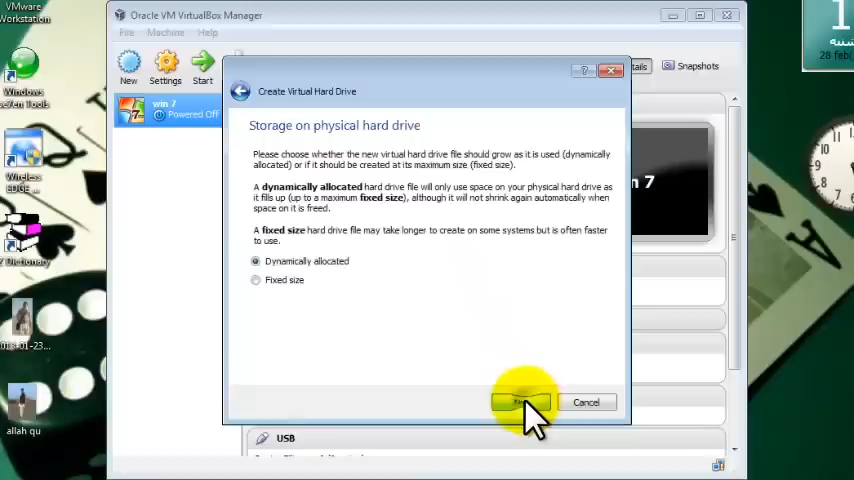 VMware
Workstation
Oracle VM VirtualBox Manager
File Machine Help
New
Settings
Start
Snapshots
Windows
win 7
Powered Off
Create Virtual Hard Drive
Storage on physical hard drive
Please choose whether the new virtual hard drive file should grow as it is used (dynamically
allocated) or if it should be created at its maximum size (fixed size).
A dynamically allocated hard drive file will only use space on your physical hard drive as
it fills up (up to a maximum fixed size), although it will not shrink again automatically when
space on it is freed.
A fixed size hard drive file may take longer to create on some systems but is often faster
to use.
Dynamically allocated
Fixed size
Cancel
Wireless
EDGE ...
Dictionary
allah qu
USB
28 feb